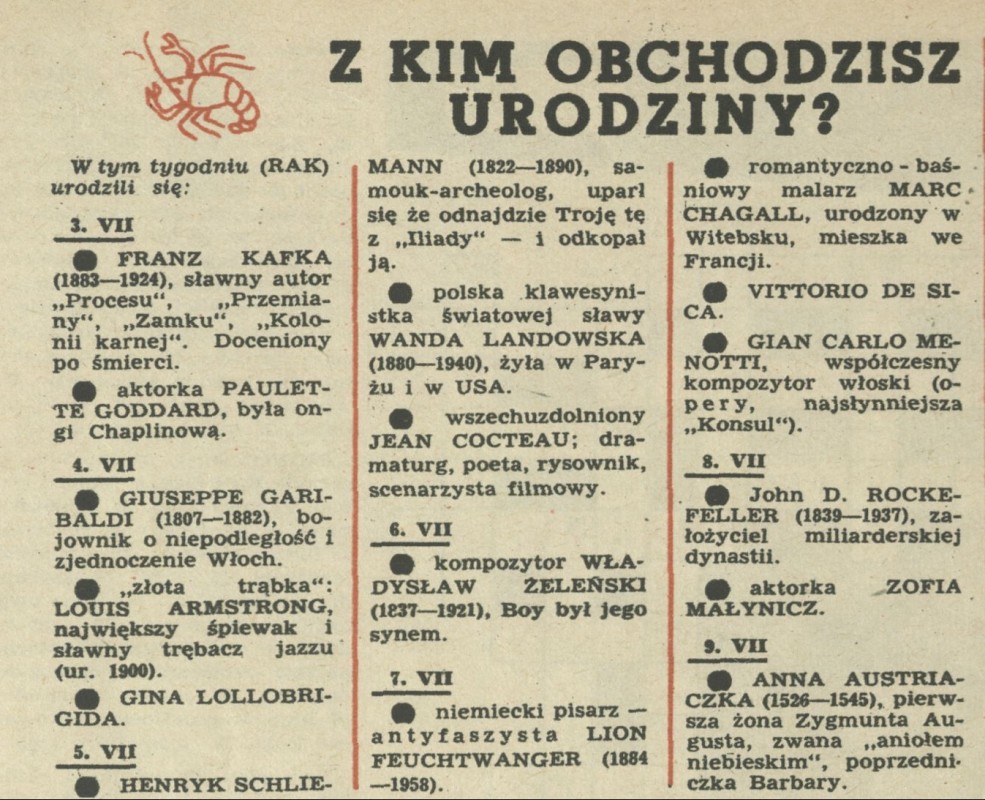 Z KIM OBCHODZISZ
URODZINY?
W tym tygodniu (RAK)
urodzili się:
3. VII
● FRANZ KAFKA
(1883—1924), sławny autor
„Procesu“, „Przemia-
ny“, „Zamku“, „Kolo-
nii karnej“. Doceniony
po śmierci.
● aktorka PAULET-
TE GODDARD, była on-
gi Chaplinową.
4. VII
● GIUSEPPE GARI-
BALDI (1807—1882), bo-
jownik o niepodległość i
zjednoczenie Włoch.
● „złota trąbka“:
LOUIS ARMSTRONG,
największy śpiewak i
sławny trębacz jazzu
(ur. 1900).
● GINA LOLLOBRI-
GIDA.
5. VII
● HENRYK SCHLIE-
MANN (1822—1890), sa-
mouk-archeolog, uparł
się że odnajdzie Troję tę
z „Iliady“ — i odkopał
ją.
● polska klawesyni-
stka światowej sławy
WANDA LANDOWSKA
(1880—1940), żyła w Pary-
żu i w USA.
● wszechuzdolniony
JEAN COCTEAU; dra-
maturg, poeta, rysownik,
scenarzysta filmowy.
6. VII
● kompozytor WŁA-
DYSŁAW ŻELEŃSKI
(1837—1921), Boy był jego
synem.
7. VII
● niemiecki pisarz —
antyfaszysta LION
FEUCHTWANGER (1884
—1958).
● romantyczno - baś-
niowy malarz MARC
CHAGALL, urodzony w
Witebsku, mieszka we
Francji.
● VITTORIO DE SI-
CA.
● GIAN CARLO ME-
NOTTI, współczesny
kompozytor włoski (o-
pery, najsłynniejsza
„Konsul“).
8. VII
● John D. ROCKE-
FELLER (1839—1937), za-
łożyciel miliarderskiej
dynastii.
● aktorka ZOFIA
MAŁYNICZ.
9. VII
● ANNA AUSTRIA-
CZKA (1526—1545), pierw-
sza żona Zygmunta Au-
gusta, zwana „aniołem
niebieskim“, poprzedni-
czka Barbary.